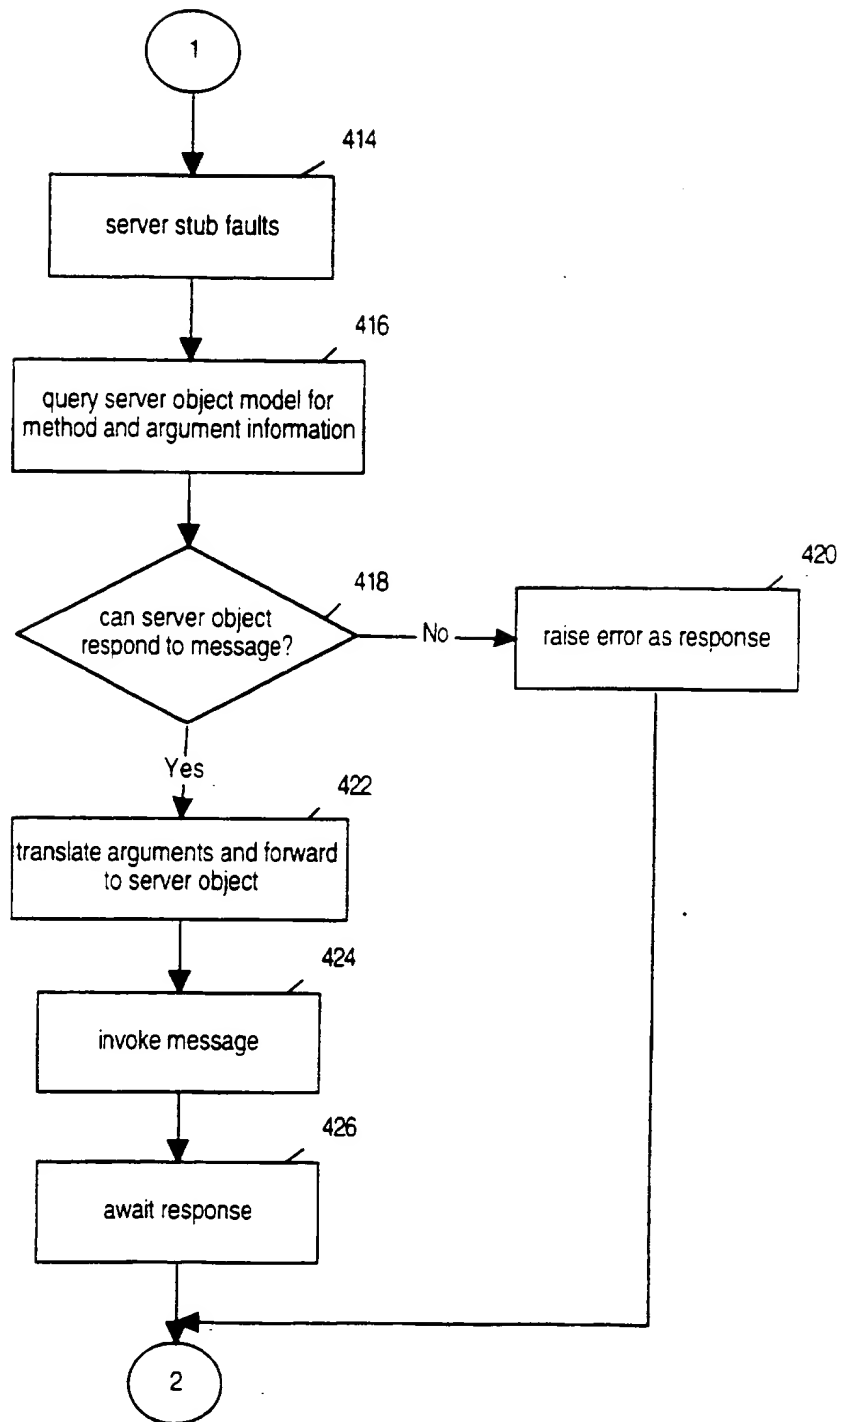 1
414
server stub faults
416
query server object model for
method and argument information
418
can server object
respond to message?
No
420
raise error as response
Yes
422
translate arguments and forward
to server object
424
invoke message
426
await response
2